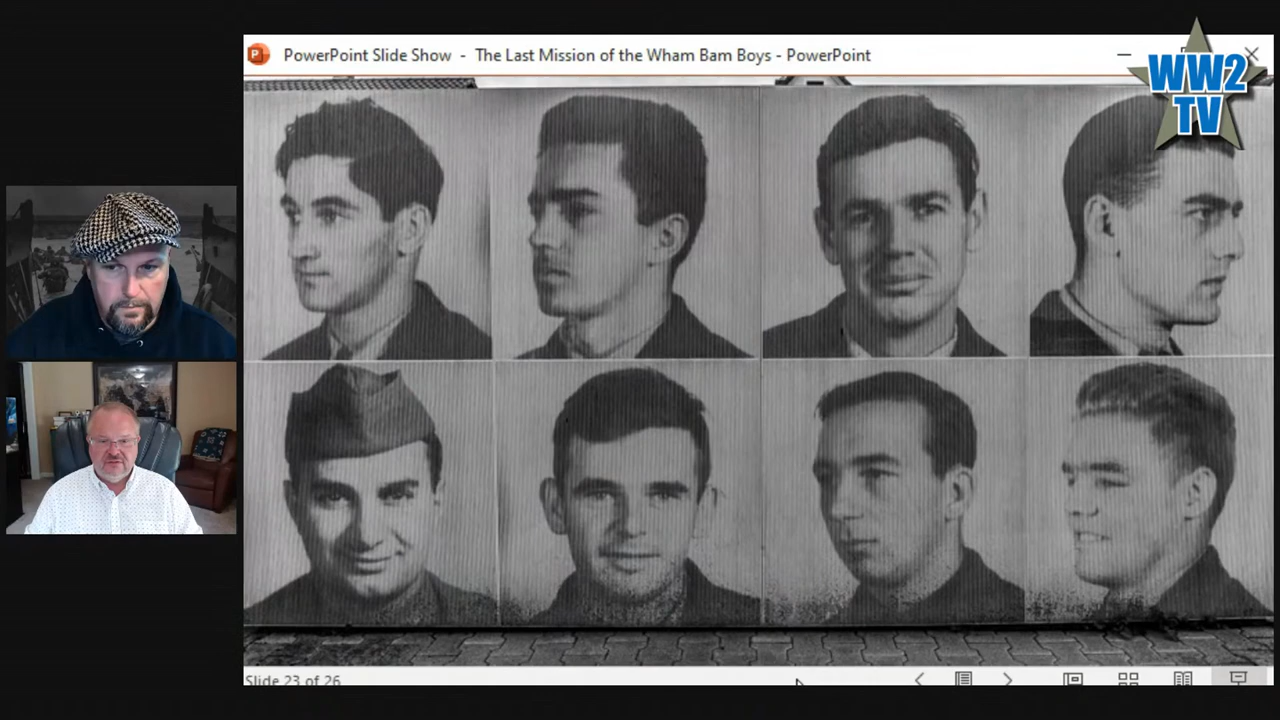 PowerPoint Slide Show - The Last Mission of the Wham Bam Boys - PowerPoint
WW2
TV
Slide 23 of 26